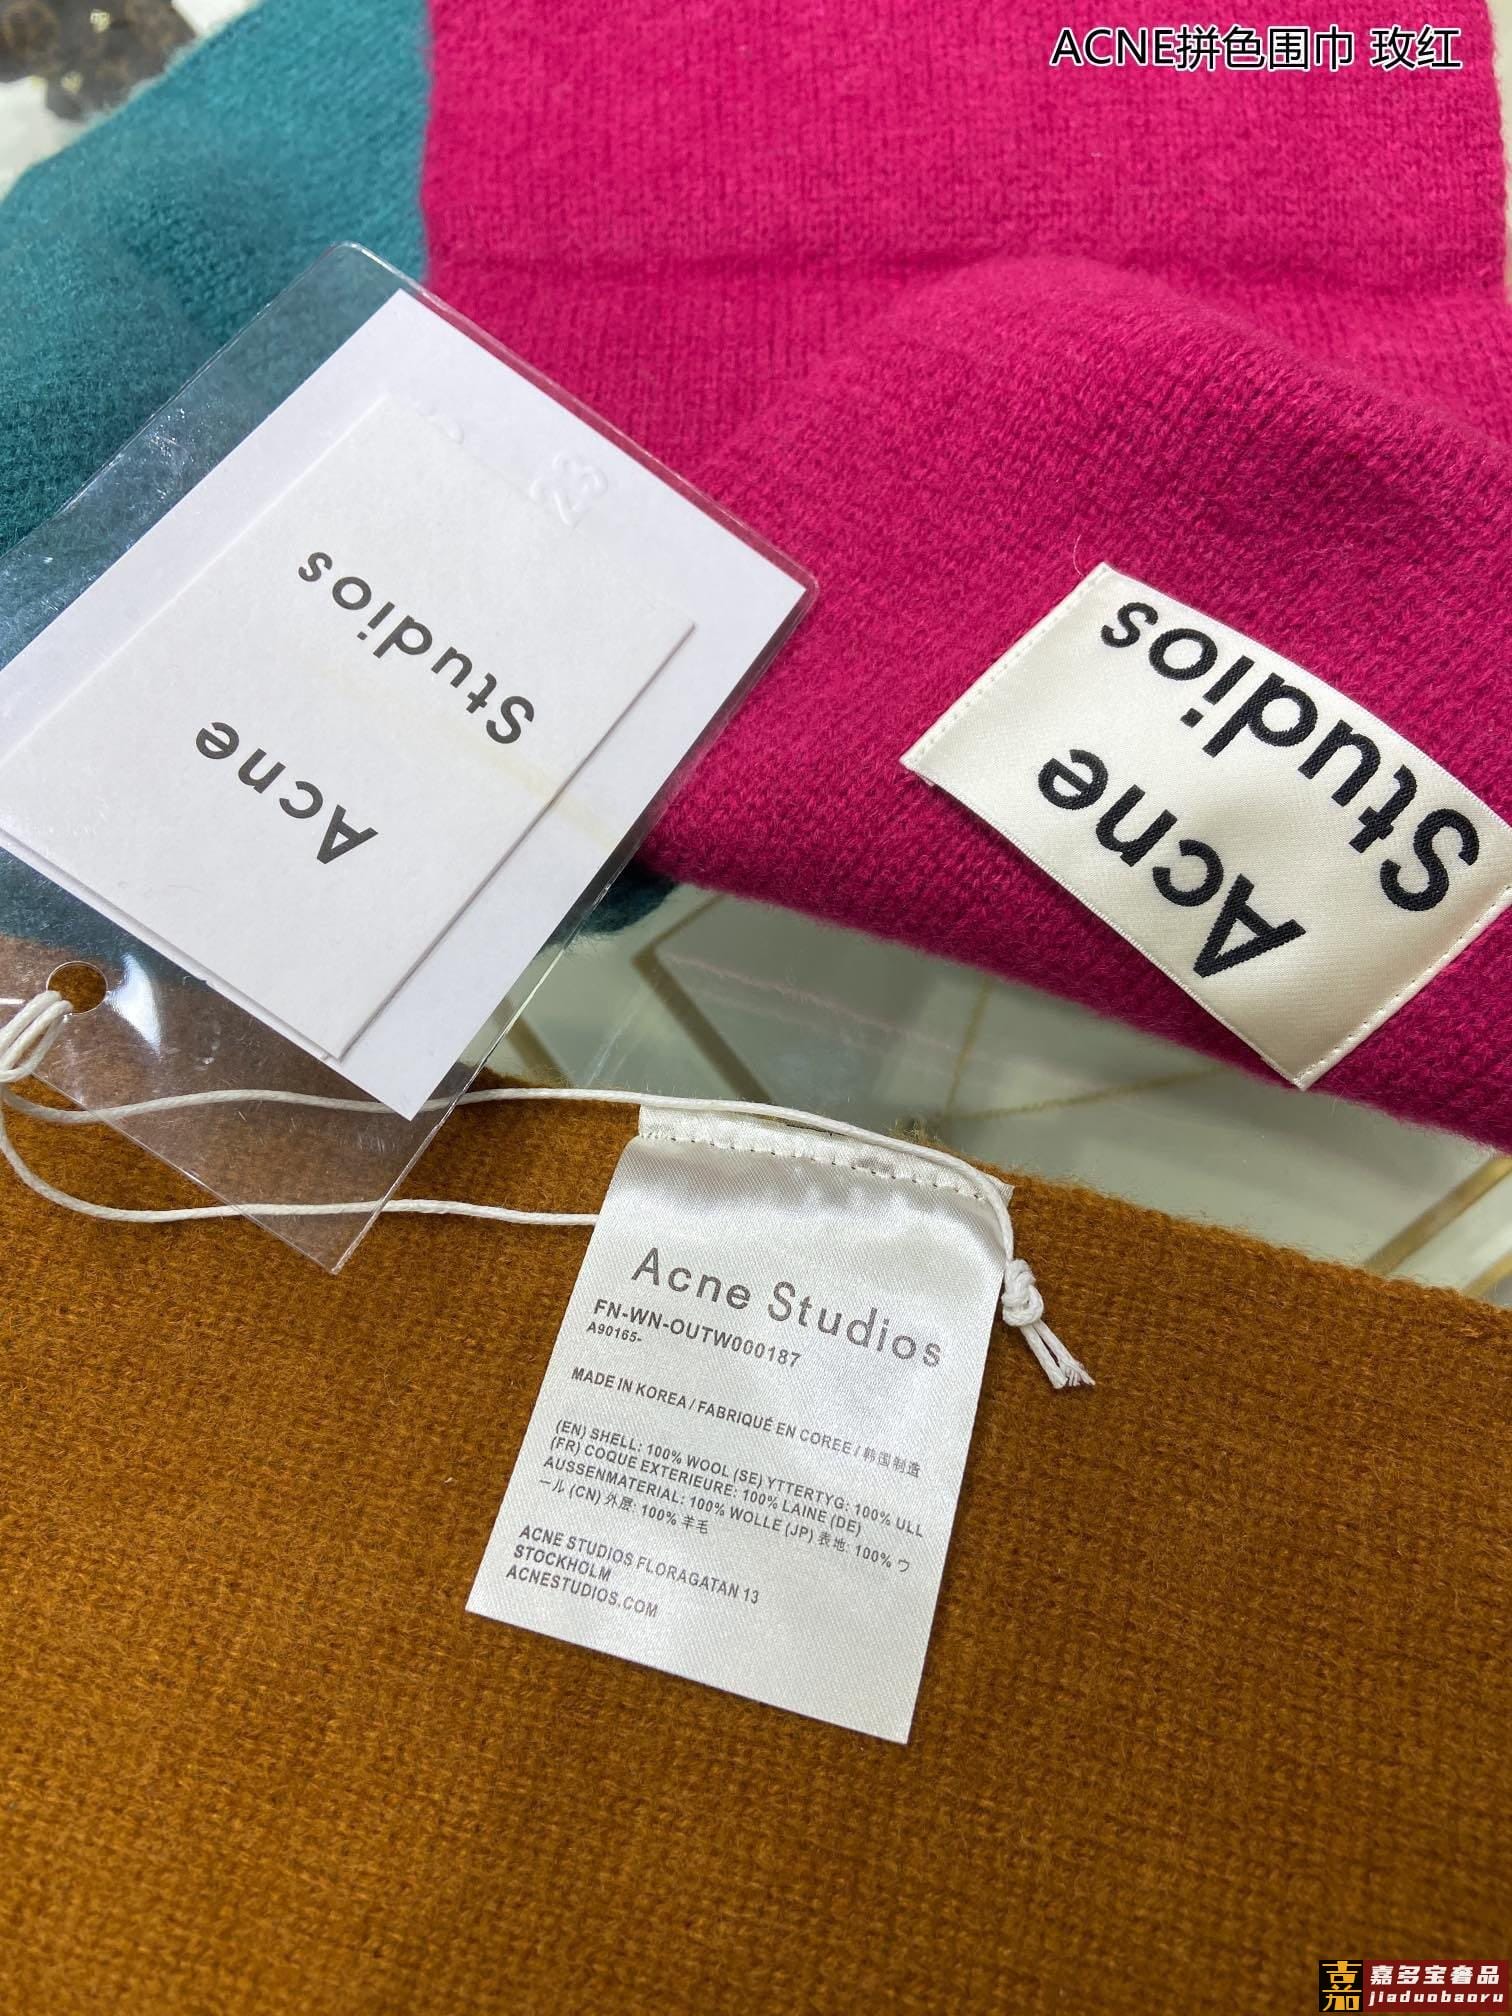 ACNE拼色围巾 玫红
Acne
Studios
Acne
Studios
Acne Studios
FN-WN-OUTW000187
A90165-
MADE IN KOREA / FABRIQUÉ EN COREE / 韩国制造
(EN) SHELL: 100% WOOL (SE) YTTERTYG: 100% ULL
(FR) COQUE EXTERIEURE: 100% LAINE (DE)
AUSSENMATERIAL: 100% WOLLE (JP) 表地: 100% ウ
ール (CN) 外层: 100% 羊毛
ACNE STUDIOS FLORAGATAN 13
STOCKHOLM
ACNESTUDIOS.COM
吉茄 嘉多宝奢品
jiaduobaoru